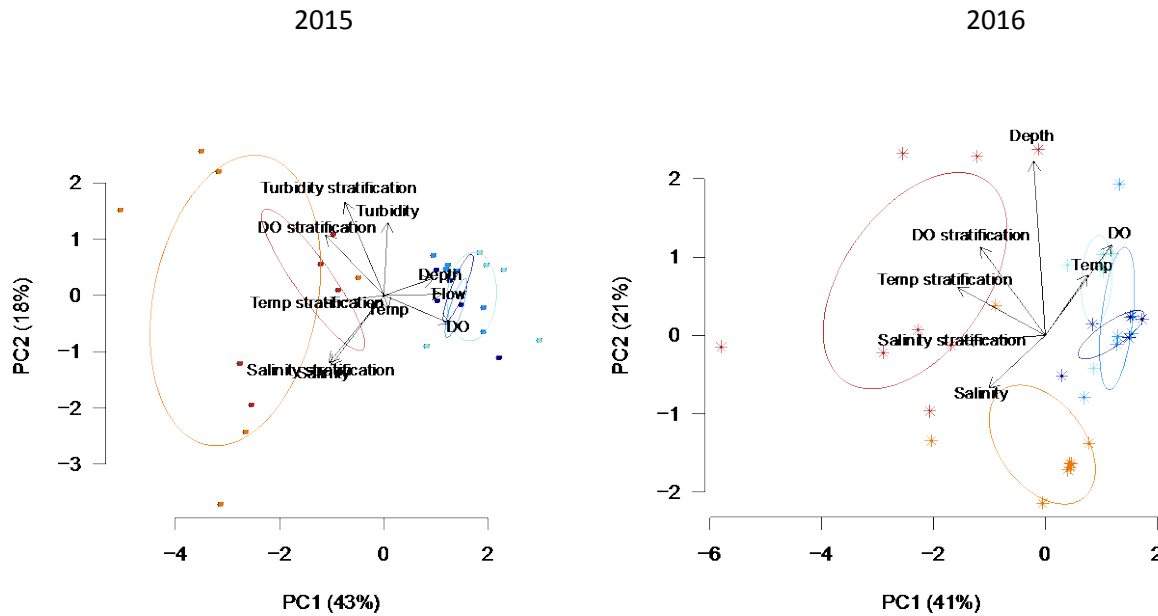 2015
2016
PC2 (18%)
2
1
0
−1
−2
−3
Turbidity stratification
Turbidity
DO stratification
Depth
Flow
Temp stratification
Temp
DO
Salinity stratification
Salinity
−4
−2
0
2
PC1 (43%)
PC2 (21%)
2
1
0
−1
−2
Depth
DO stratification
DO
Temp
Temp stratification
Salinity stratification
Salinity
−6
−4
−2
0
2
PC1 (41%)